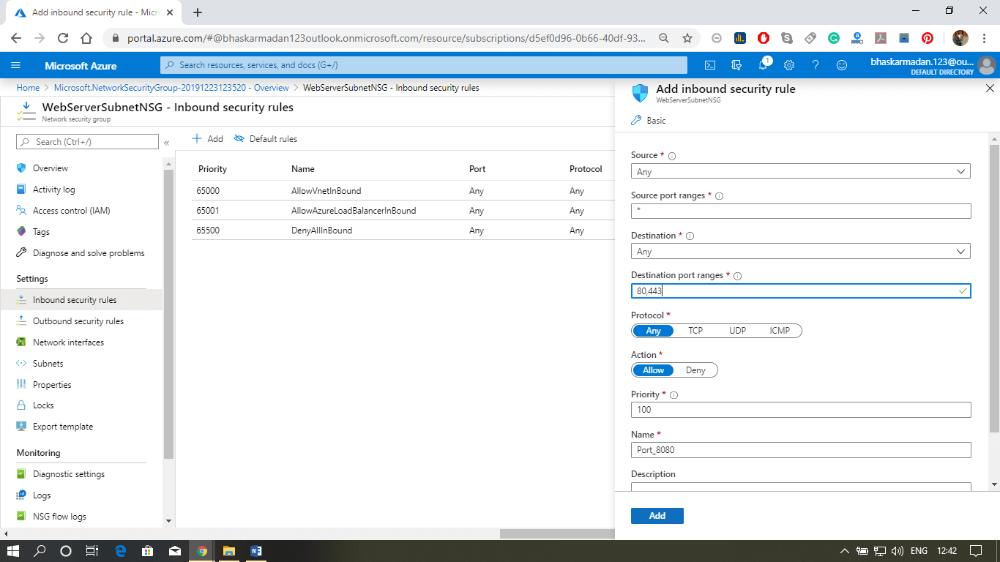 Add inbound security rule - Micr
portal.azure.com/#@bhaskarmadan123outlook.onmicrosoft.com/resource/subscriptions/d5ef0d96-0b66-40df-93...
Microsoft Azure
Search resources, services, and docs (G+/)
1
bhaskarmadan.123@ou...
DEFAULT DIRECTORY
Home > Microsoft.NetworkSecurityGroup-20191223123520 - Overview > WebServerSubnetNSG - Inbound security rules
WebServerSubnetNSG - Inbound security rules
Network security group
Search (Ctrl+/)
«
Overview
Activity log
Access control (IAM)
Tags
Diagnose and solve problems
Settings
Inbound security rules
Outbound security rules
Network interfaces
Subnets
Properties
Locks
Export template
Monitoring
Diagnostic settings
Logs
NSG flow logs
Add Default rules
Priority Name Port Protocol
65000 AllowVnetInBound Any Any
65001 AllowAzureLoadBalancerInBound Any Any
65500 DenyAllInBound Any Any
Add inbound security rule
WebServerSubnetNSG
Basic
Source *
Any
Source port ranges *
*
Destination *
Any
Destination port ranges *
80,443
Protocol *
Any TCP UDP ICMP
Action *
Allow Deny
Priority *
100
Name *
Port_8080
Description
Add
ENG 12:42